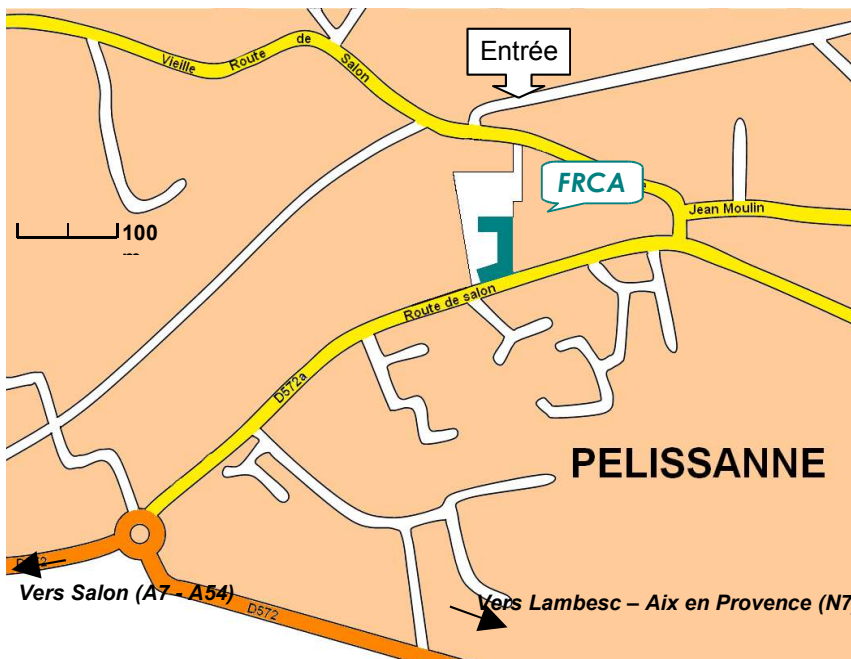 Entrée
Vieille Route de Salon
FRCA
Jean Moulin
100
Route de salon
D572a
PELISSANNE
Vers Salon (A7 - A54)
D572
Vers Lambesc – Aix en Provence (N7